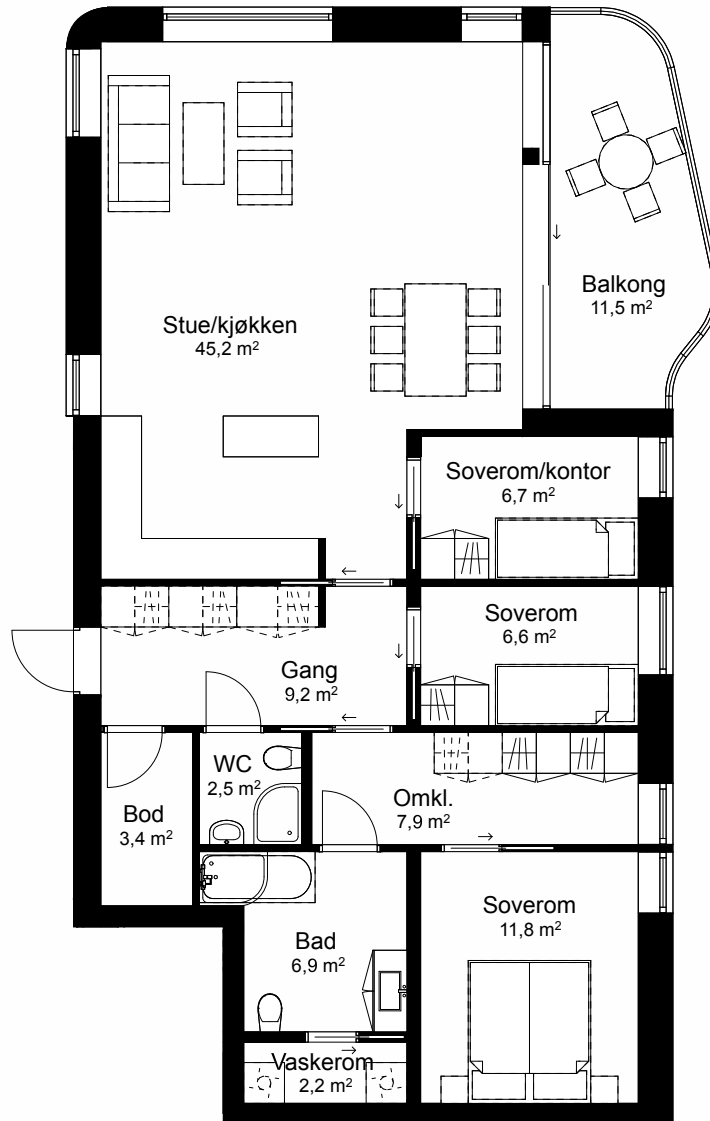 Balkong
11,5 m²
Stue/kjøkken
45,2 m²
Soverom/kontor
6,7 m²
Soverom
6,6 m²
Gang
9,2 m²
WC
2,5 m²
Omkl.
7,9 m²
Bod
3,4 m²
Soverom
11,8 m²
Bad
6,9 m²
Vaskerom
2,2 m²